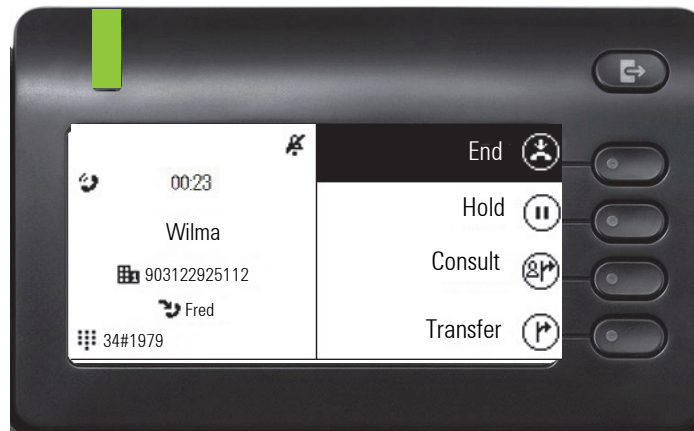 00:23
Wilma
903122925112
Fred
34#1979
End
Hold
Consult
Transfer